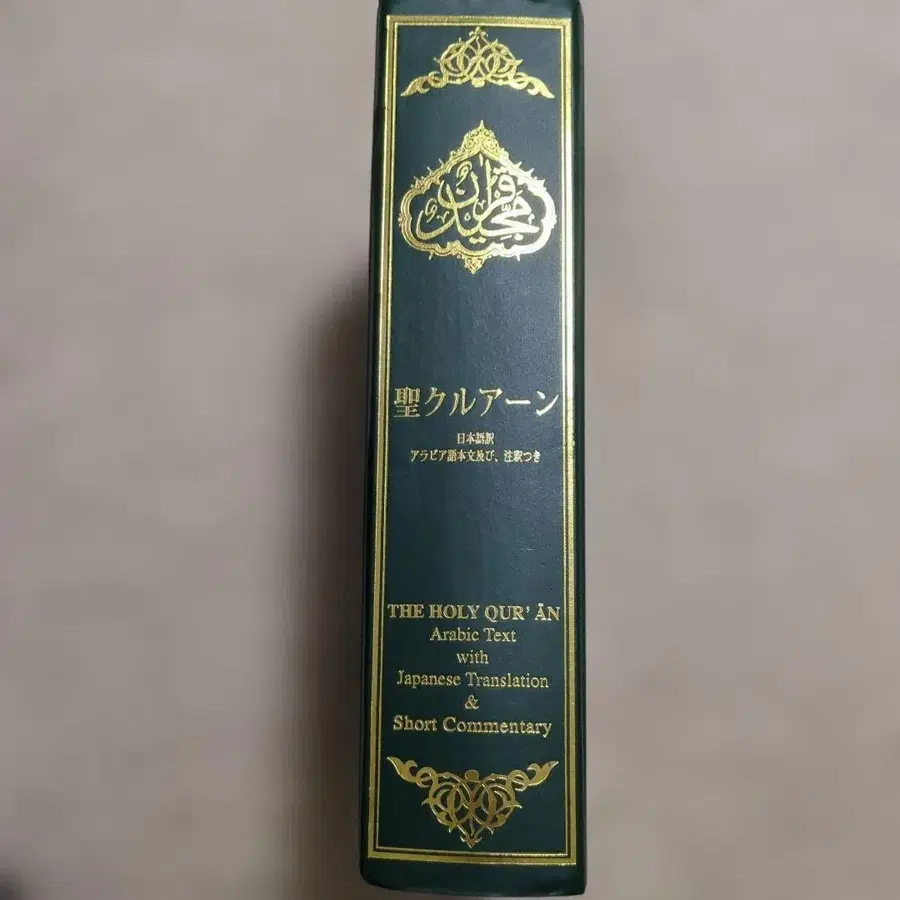 قرآن مجيد
聖クルアーン
日本語訳
アラビア語本文及び、注釈つき
THE HOLY QUR' ĀN
Arabic Text
with
Japanese Translation
&
Short Commentary